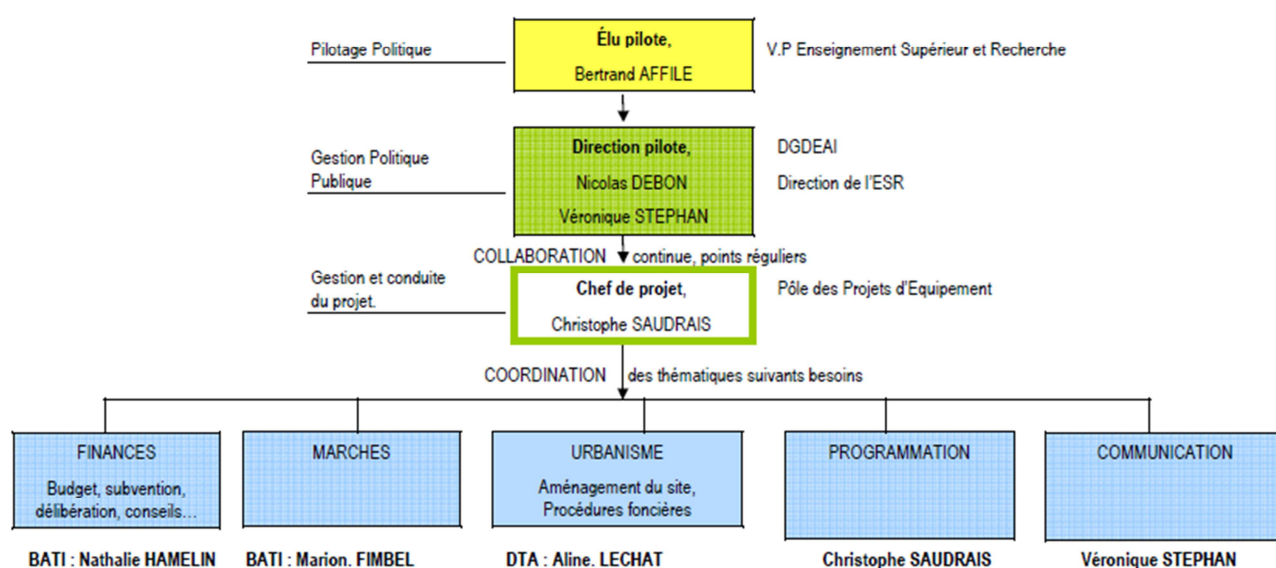 Pilotage Politique
Élu pilote,
Bertrand AFFILE
V.P Enseignement Supérieur et Recherche
Gestion Politique
Publique
Direction pilote,
Nicolas DEBON
Véronique STEPHAN
DGDEAI
Direction de l'ESR
COLLABORATION continue, points réguliers
Gestion et conduite
du projet.
Chef de projet,
Christophe SAUDRAIS
Pôle des Projets d'Equipement
COORDINATION des thématiques suivants besoins
FINANCES
Budget, subvention,
délibération, conseils…
BATI : Nathalie HAMELIN
MARCHES
BATI : Marion. FIMBEL
URBANISME
Aménagement du site,
Procédures foncières
DTA : Aline. LECHAT
PROGRAMMATION
Christophe SAUDRAIS
COMMUNICATION
Véronique STEPHAN